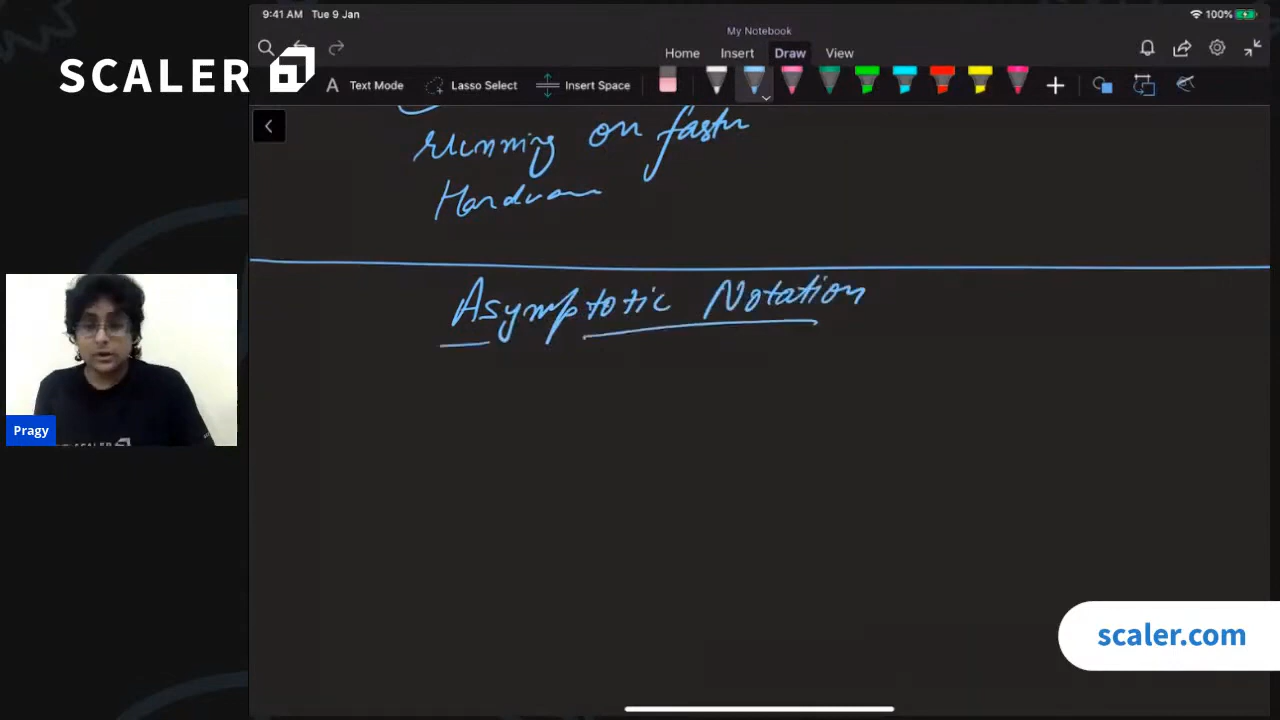 9:41 AM Tue 9 Jan
100%
My Notebook
Home Insert Draw View
SCALER
A Text Mode Lasso Select Insert Space
Running on faster
Hardware
Asymptotic Notation
Pragy
SCALER
scaler.com